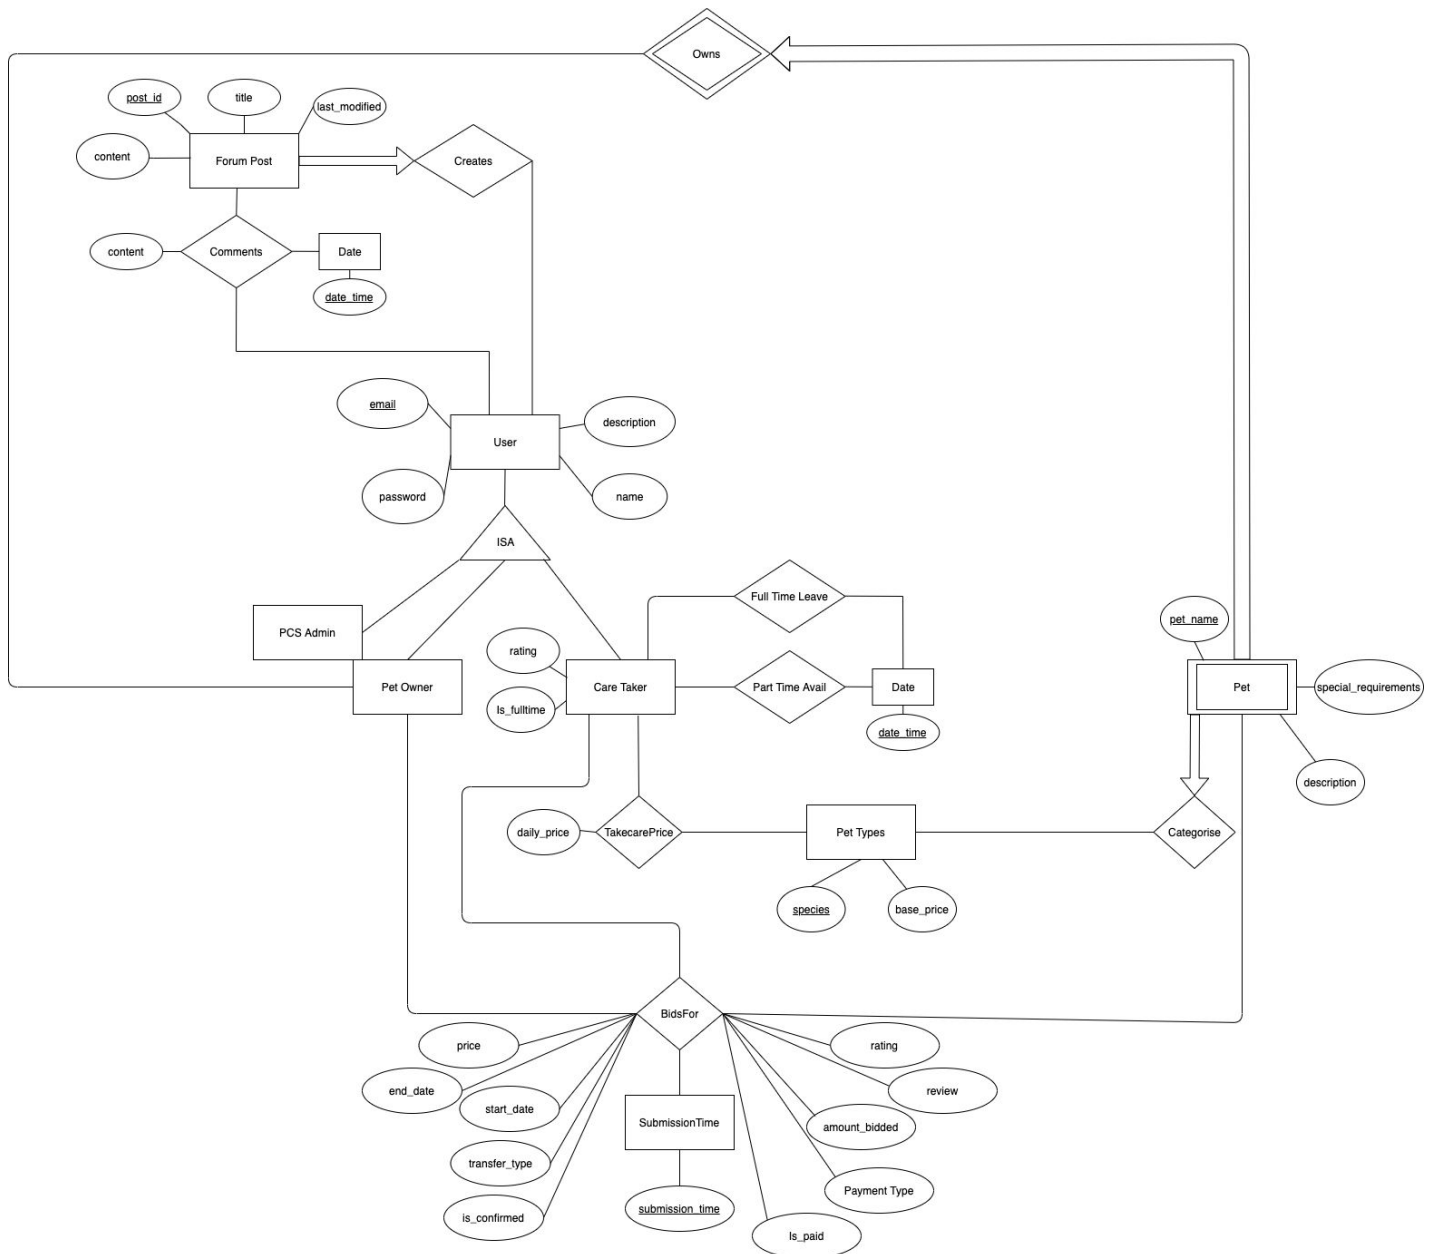 Owns
post_id
title
last_modified
content
Forum Post
Creates
content
Comments
Date
date_time
email
description
User
password
name
ISA
Full Time Leave
PCS Admin
pet_name
rating
Pet Owner
Care Taker
Part Time Avail
Date
Pet
special_requirements
Is_fulltime
date_time
description
daily_price
TakecarePrice
Pet Types
Categorise
species
base_price
BidsFor
price
rating
end_date
review
start_date
SubmissionTime
amount_bidded
transfer_type
Payment Type
is_confirmed
submission_time
Is_paid